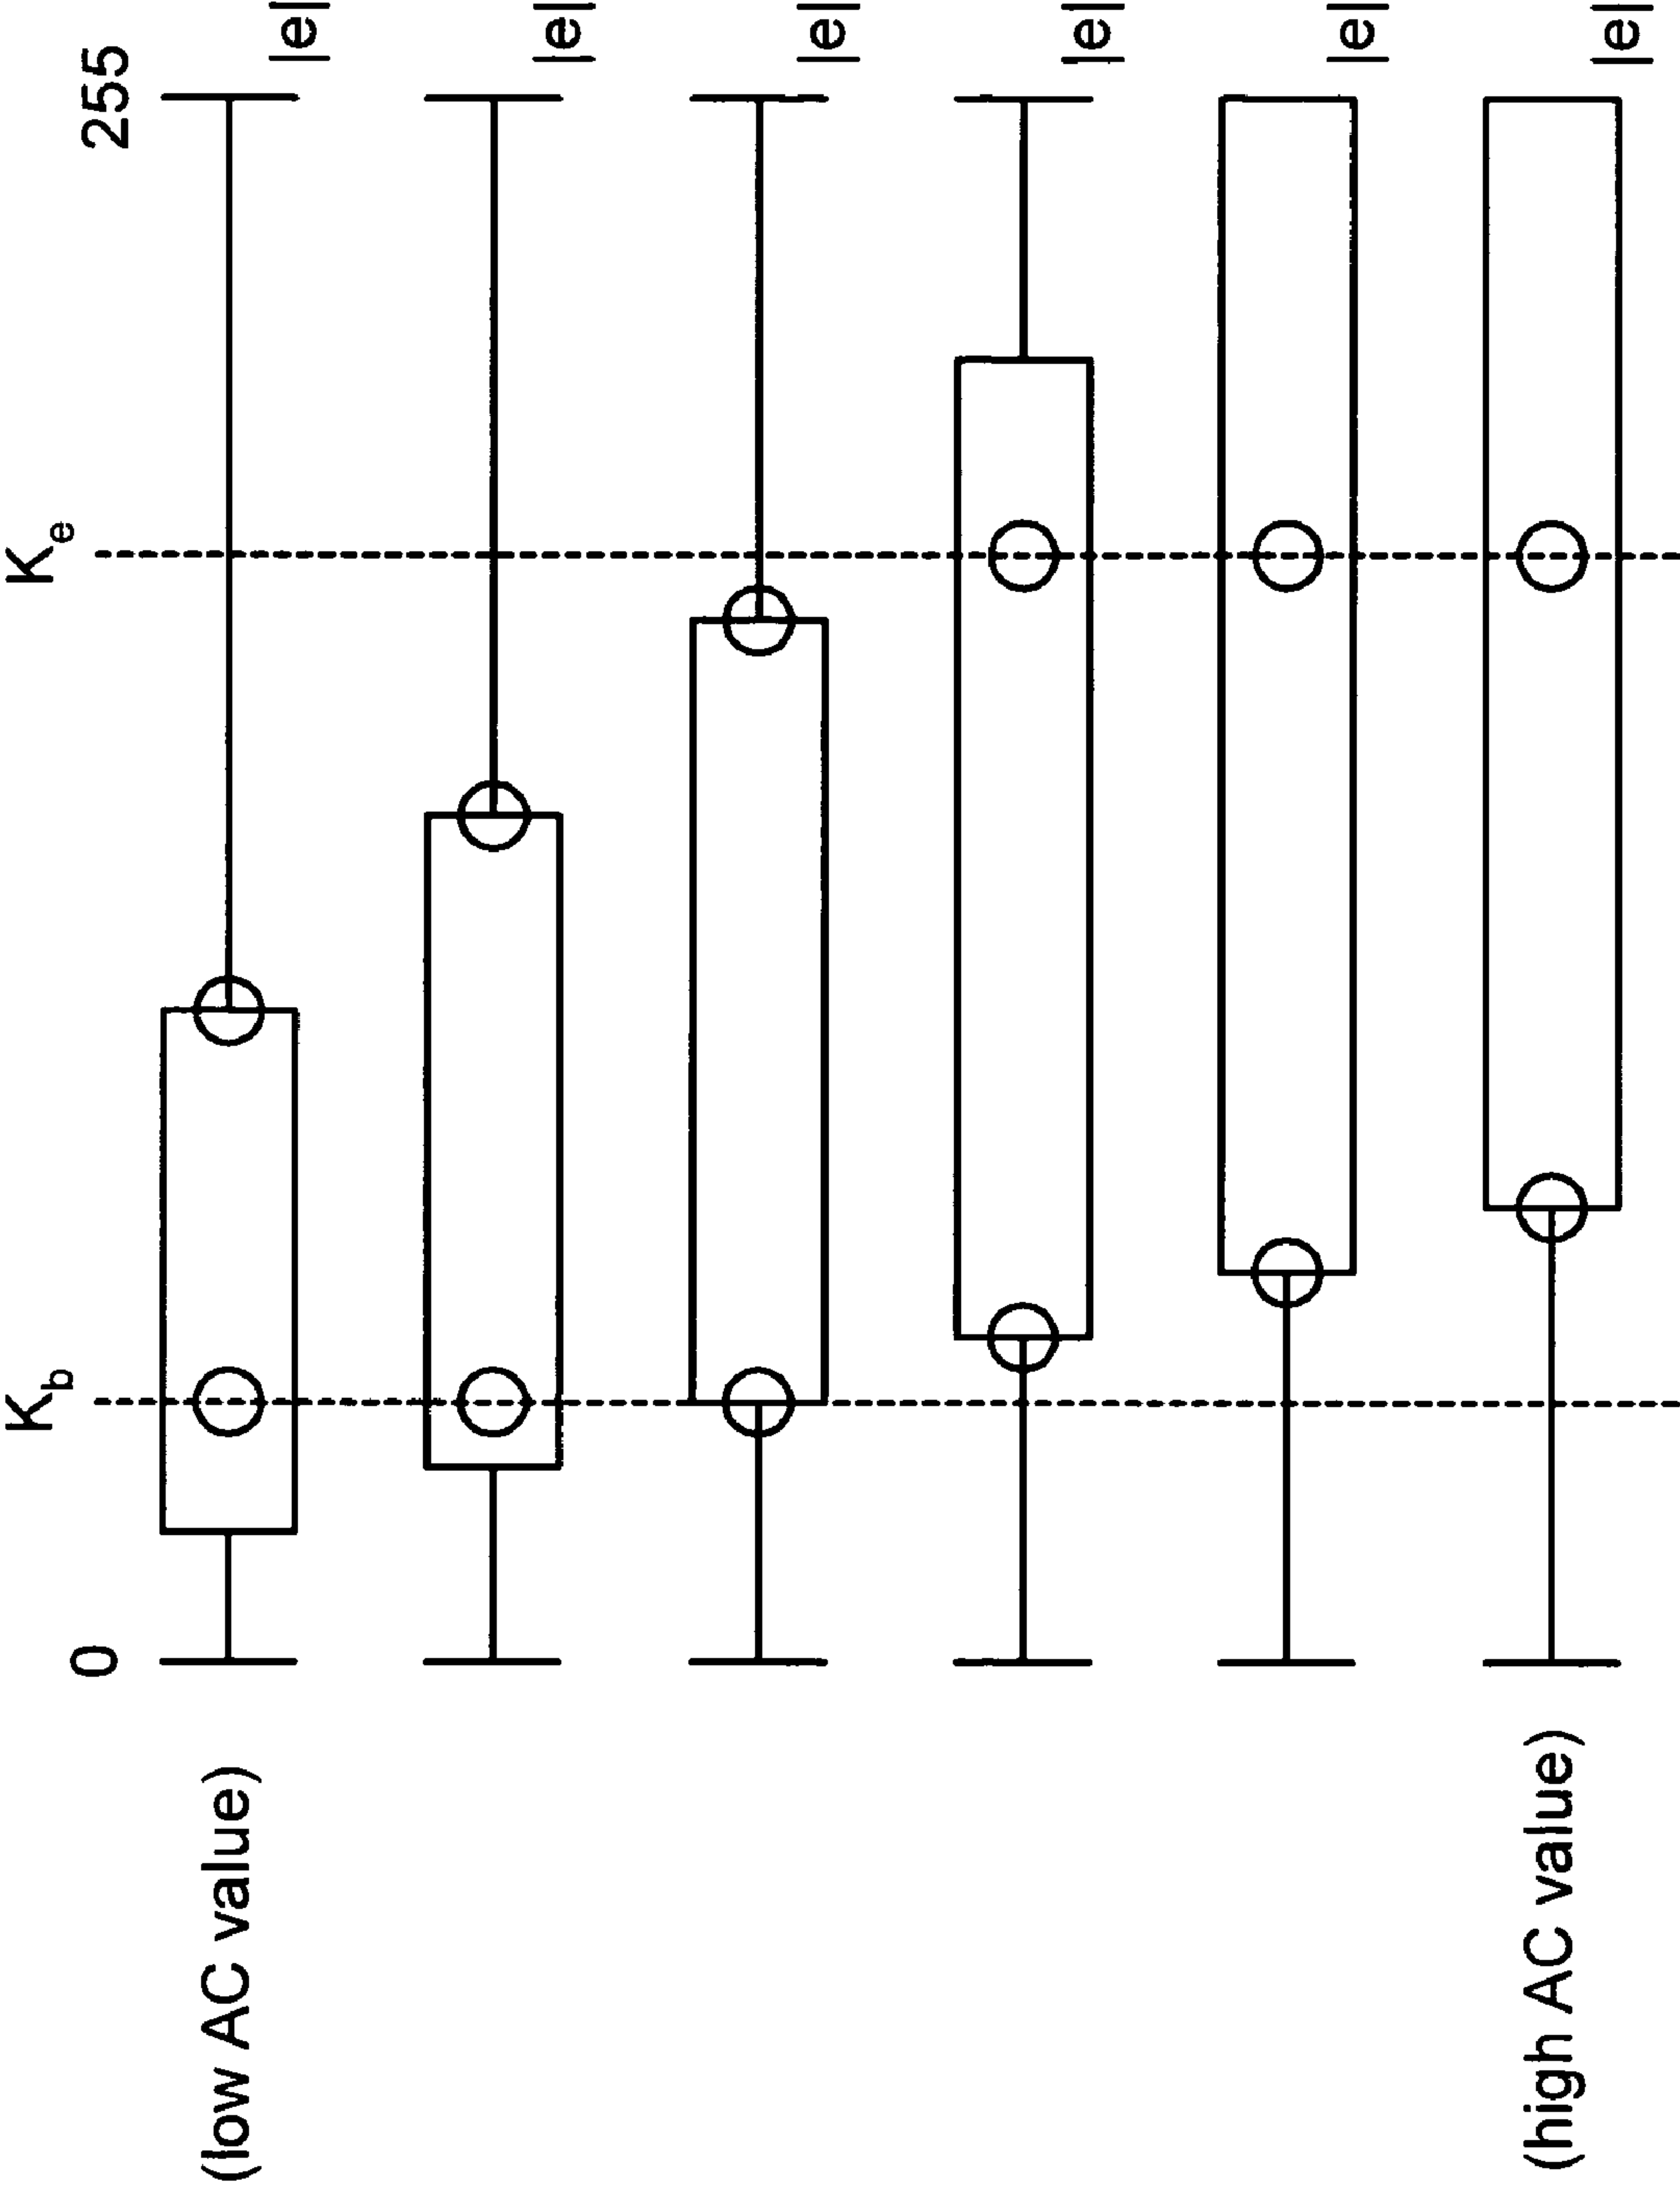 0 K_b K_e 255
(low AC value)
|e|
|e|
|e|
|e|
|e|
(high AC value)
|e|